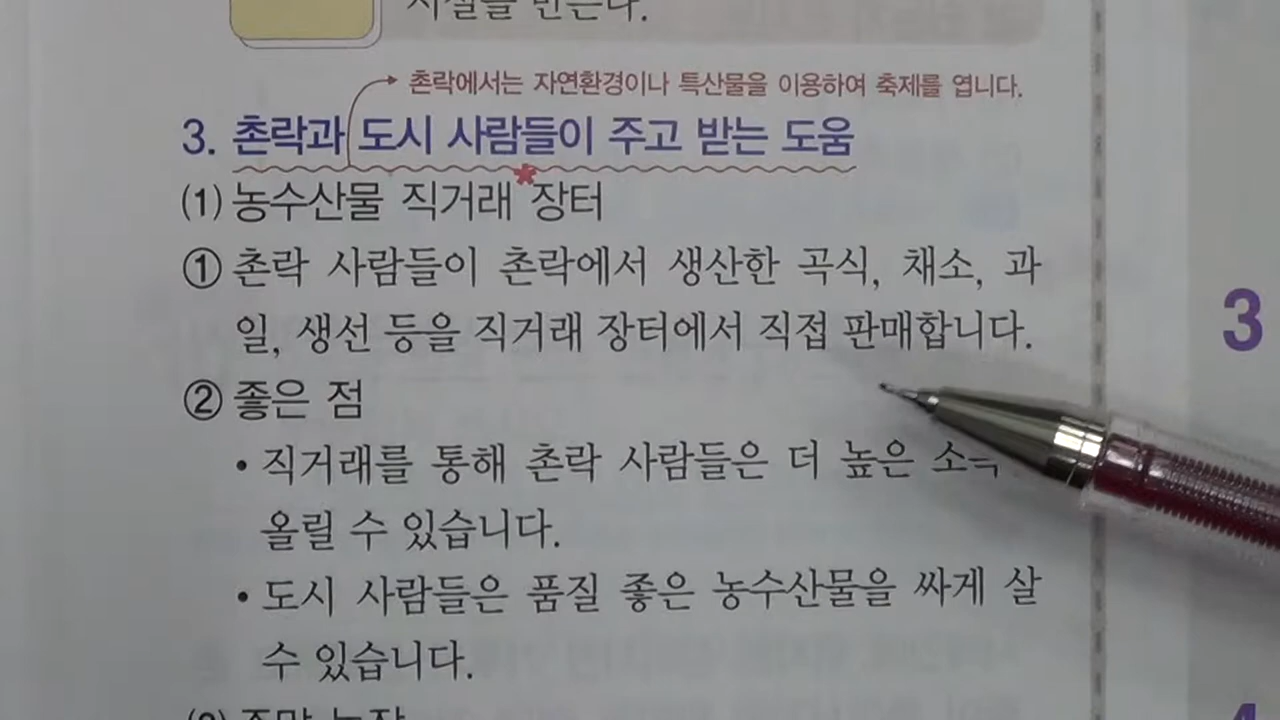 촌락에서는 자연환경이나 특산물을 이용하여 축제를 엽니다.
3. 촌락과 도시 사람들이 주고 받는 도움
(1) 농수산물 직거래*장터
① 촌락 사람들이 촌락에서 생산한 곡식, 채소, 과
일, 생선 등을 직거래 장터에서 직접 판매합니다.
3
② 좋은 점
• 직거래를 통해 촌락 사람들은 더 높은
올릴 수 있습니다.
• 도시 사람들은 품질 좋은 농수산물을 싸게 살
수 있습니다.